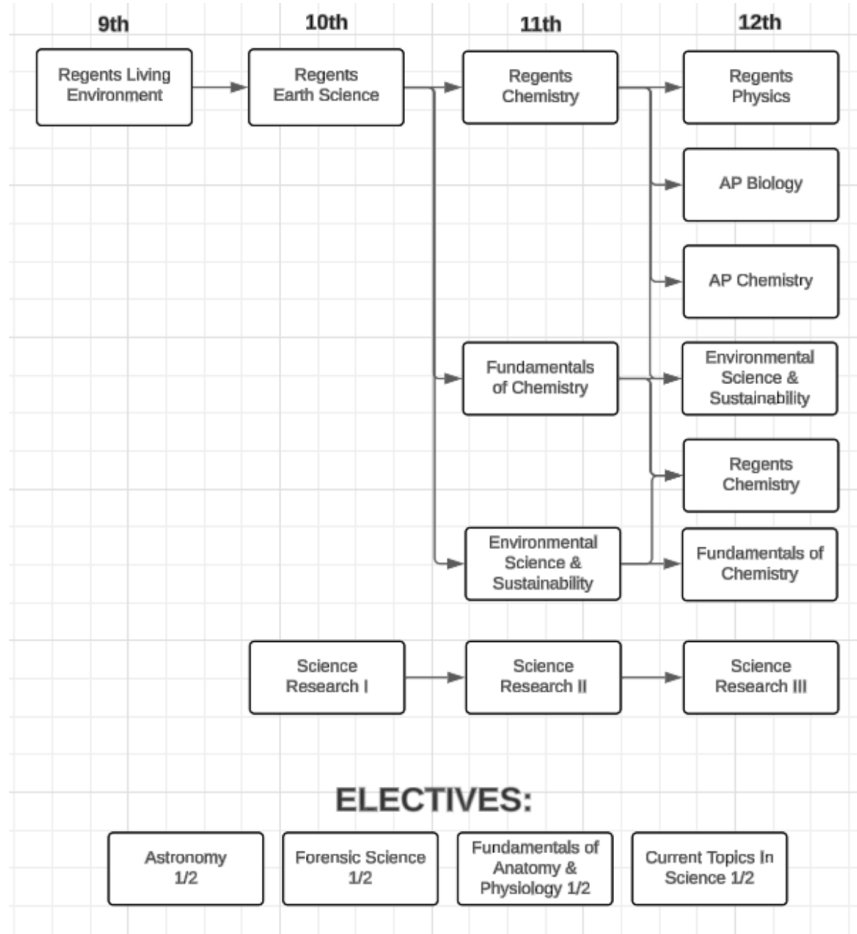 9th 10th 11th 12th
Regents Living
Environment
Regents
Earth Science
Regents
Chemistry
Regents
Physics
AP Biology
AP Chemistry
Fundamentals
of Chemistry
Environmental
Science &
Sustainability
Regents
Chemistry
Environmental
Science &
Sustainability
Fundamentals of
Chemistry
Science
Research I
Science
Research II
Science
Research III
ELECTIVES:
Astronomy
1/2
Forensic Science
1/2
Fundamentals of
Anatomy &
Physiology 1/2
Current Topics In
Science 1/2